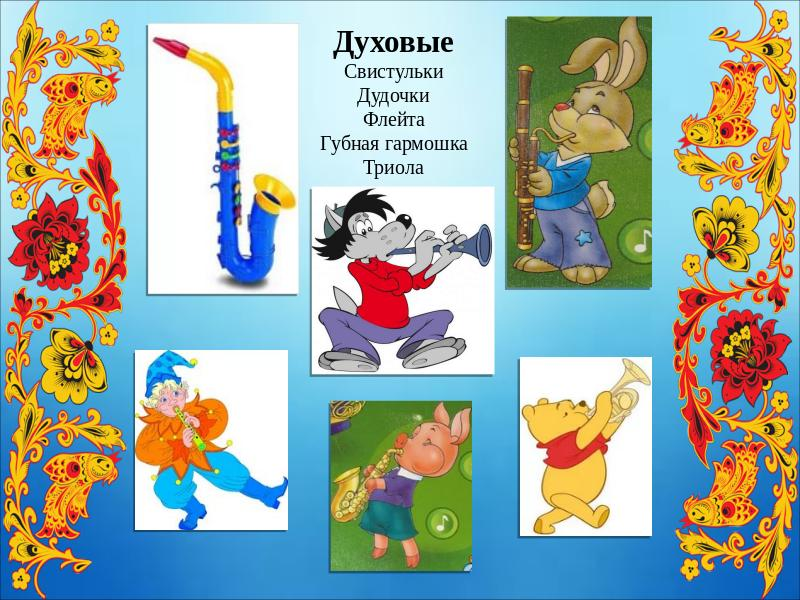 Духовые
Свистульки
Дудочки
Флейта
Губная гармошка
Триола